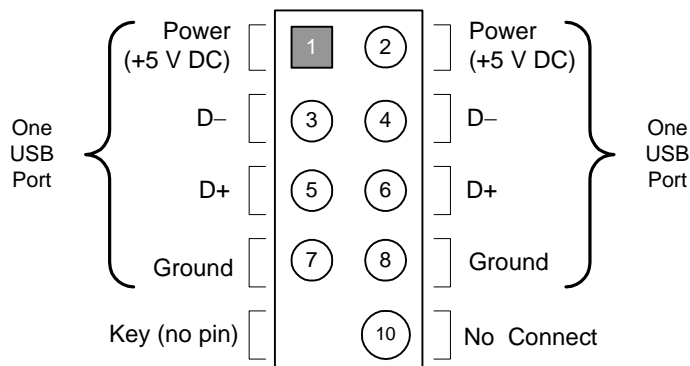 Power
(+5 V DC)
1
2
Power
(+5 V DC)
D–
3
4
D–
One
USB
Port
One
USB
Port
D+
5
6
D+
Ground
7
8
Ground
Key (no pin)
10
No Connect